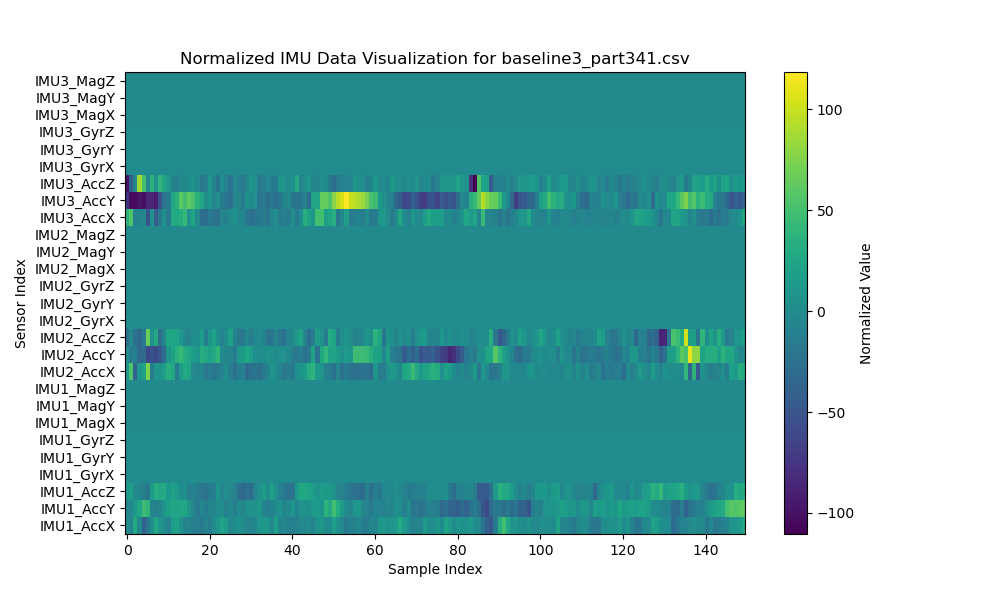 Normalized IMU Data Visualization for baseline3_part341.csv
IMU3_MagZ
IMU3_MagY
IMU3_MagX
IMU3_GyrZ
IMU3_GyrY
IMU3_GyrX
IMU3_AccZ
IMU3_AccY
IMU3_AccX
IMU2_MagZ
IMU2_MagY
IMU2_MagX
IMU2_GyrZ
IMU2_GyrY
IMU2_GyrX
IMU2_AccZ
IMU2_AccY
IMU2_AccX
IMU1_MagZ
IMU1_MagY
IMU1_MagX
IMU1_GyrZ
IMU1_GyrY
IMU1_GyrX
IMU1_AccZ
IMU1_AccY
IMU1_AccX
Sensor Index
0 20 40 60 80 100 120 140
Sample Index
100
50
0
−50
−100
Normalized Value